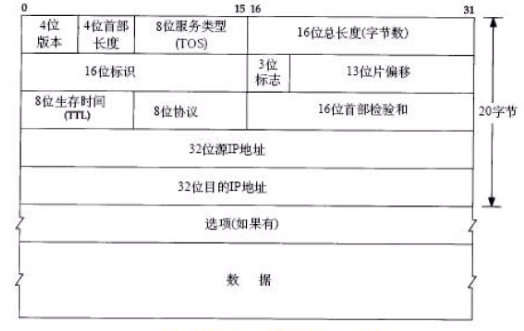 0 15 16 31
4位版本 4位首部长度 8位服务类型(TOS) 16位总长度(字节数)
16位标识 3位标志 13位片偏移
8位生存时间(TTL) 8位协议 16位首部检验和
20字节
32位源IP地址
32位目的IP地址
选项(如果有)
数 据